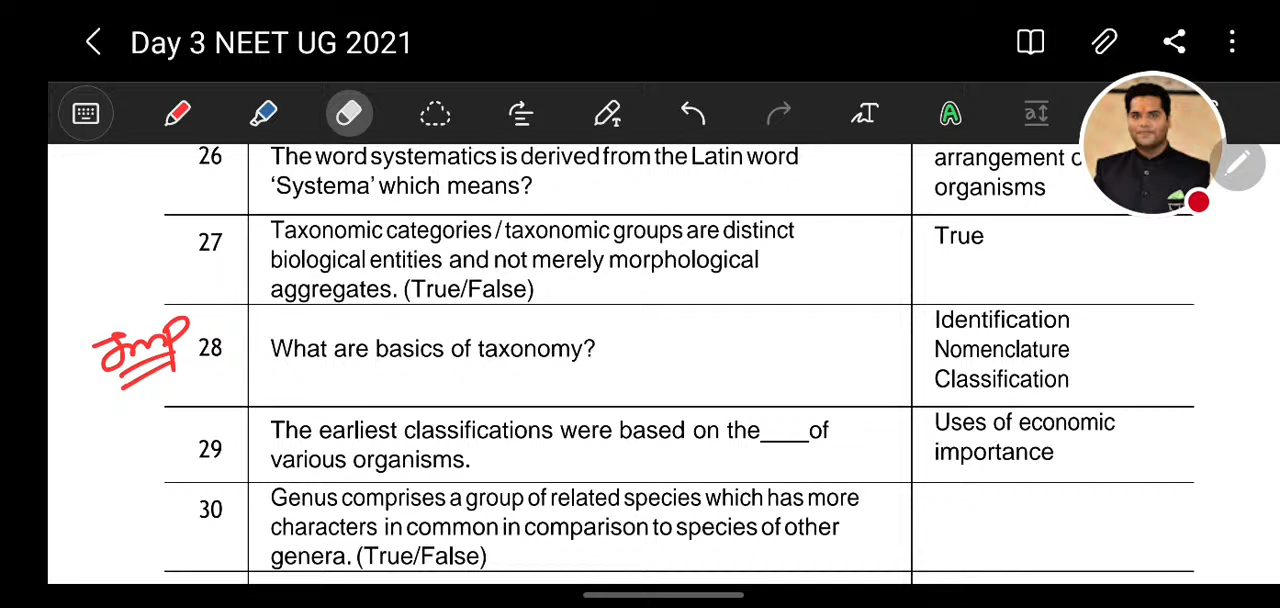 Day 3 NEET UG 2021
26
The word systematics is derived from the Latin word
'Systema' which means?
arrangement
organisms
27
Taxonomic categories / taxonomic groups are distinct
biological entities and not merely morphological
aggregates. (True/False)
True
Imp
28
What are basics of taxonomy?
Identification
Nomenclature
Classification
29
The earliest classifications were based on the____of
various organisms.
Uses of economic
importance
30
Genus comprises a group of related species which has more
characters in common in comparison to species of other
genera. (True/False)